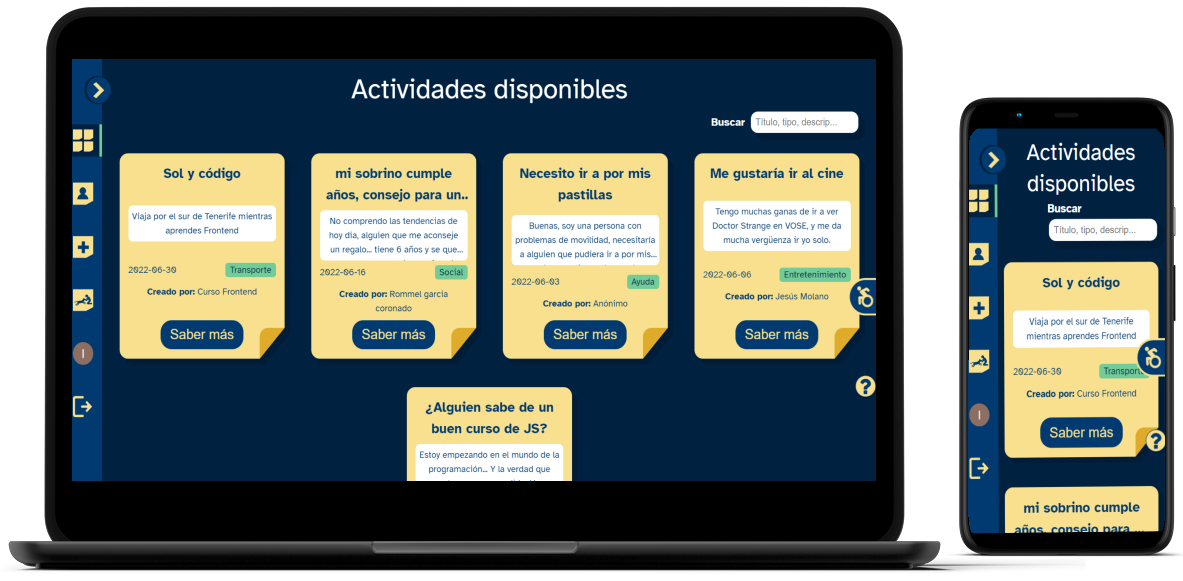 Actividades disponibles
Buscar
Título, tipo, descrip...
Sol y código
Viaja por el sur de Tenerife mientras
aprendes Frontend
2022-06-30
Transporte
Creado por: Curso Frontend
Saber más
mi sobrino cumple
años, consejo para un..
No comprendo las tendencias de
hoy dia, alguien que me aconseje
un regalo... tiene 6 años y se que...
2022-06-16
Social
Creado por: Rommel garcia
coronado
Saber más
Necesito ir a por mis
pastillas
Buenas, soy una persona con
problemas de movilidad, necesitaría
a alguien que pudiera ir a por mis...
2022-06-03
Ayuda
Creado por: Anónimo
Saber más
Me gustaría ir al cine
Tengo muchas ganas de ir a ver
Doctor Strange en VOSE, y me da
mucha vergüenza ir yo solo.
2022-06-06
Entretenimiento
Creado por: Jesús Molano
Saber más
¿Alguien sabe de un
buen curso de JS?
Estoy empezando en el mundo de la
programación... Y la verdad que
I
?
Actividades
disponibles
Buscar
Título, tipo, descrip...
Sol y código
Viaja por el sur de Tenerife
mientras aprendes Frontend
2022-06-30
Transporte
Creado por: Curso Frontend
Saber más
I
?
mi sobrino cumple
años, consejo para ...